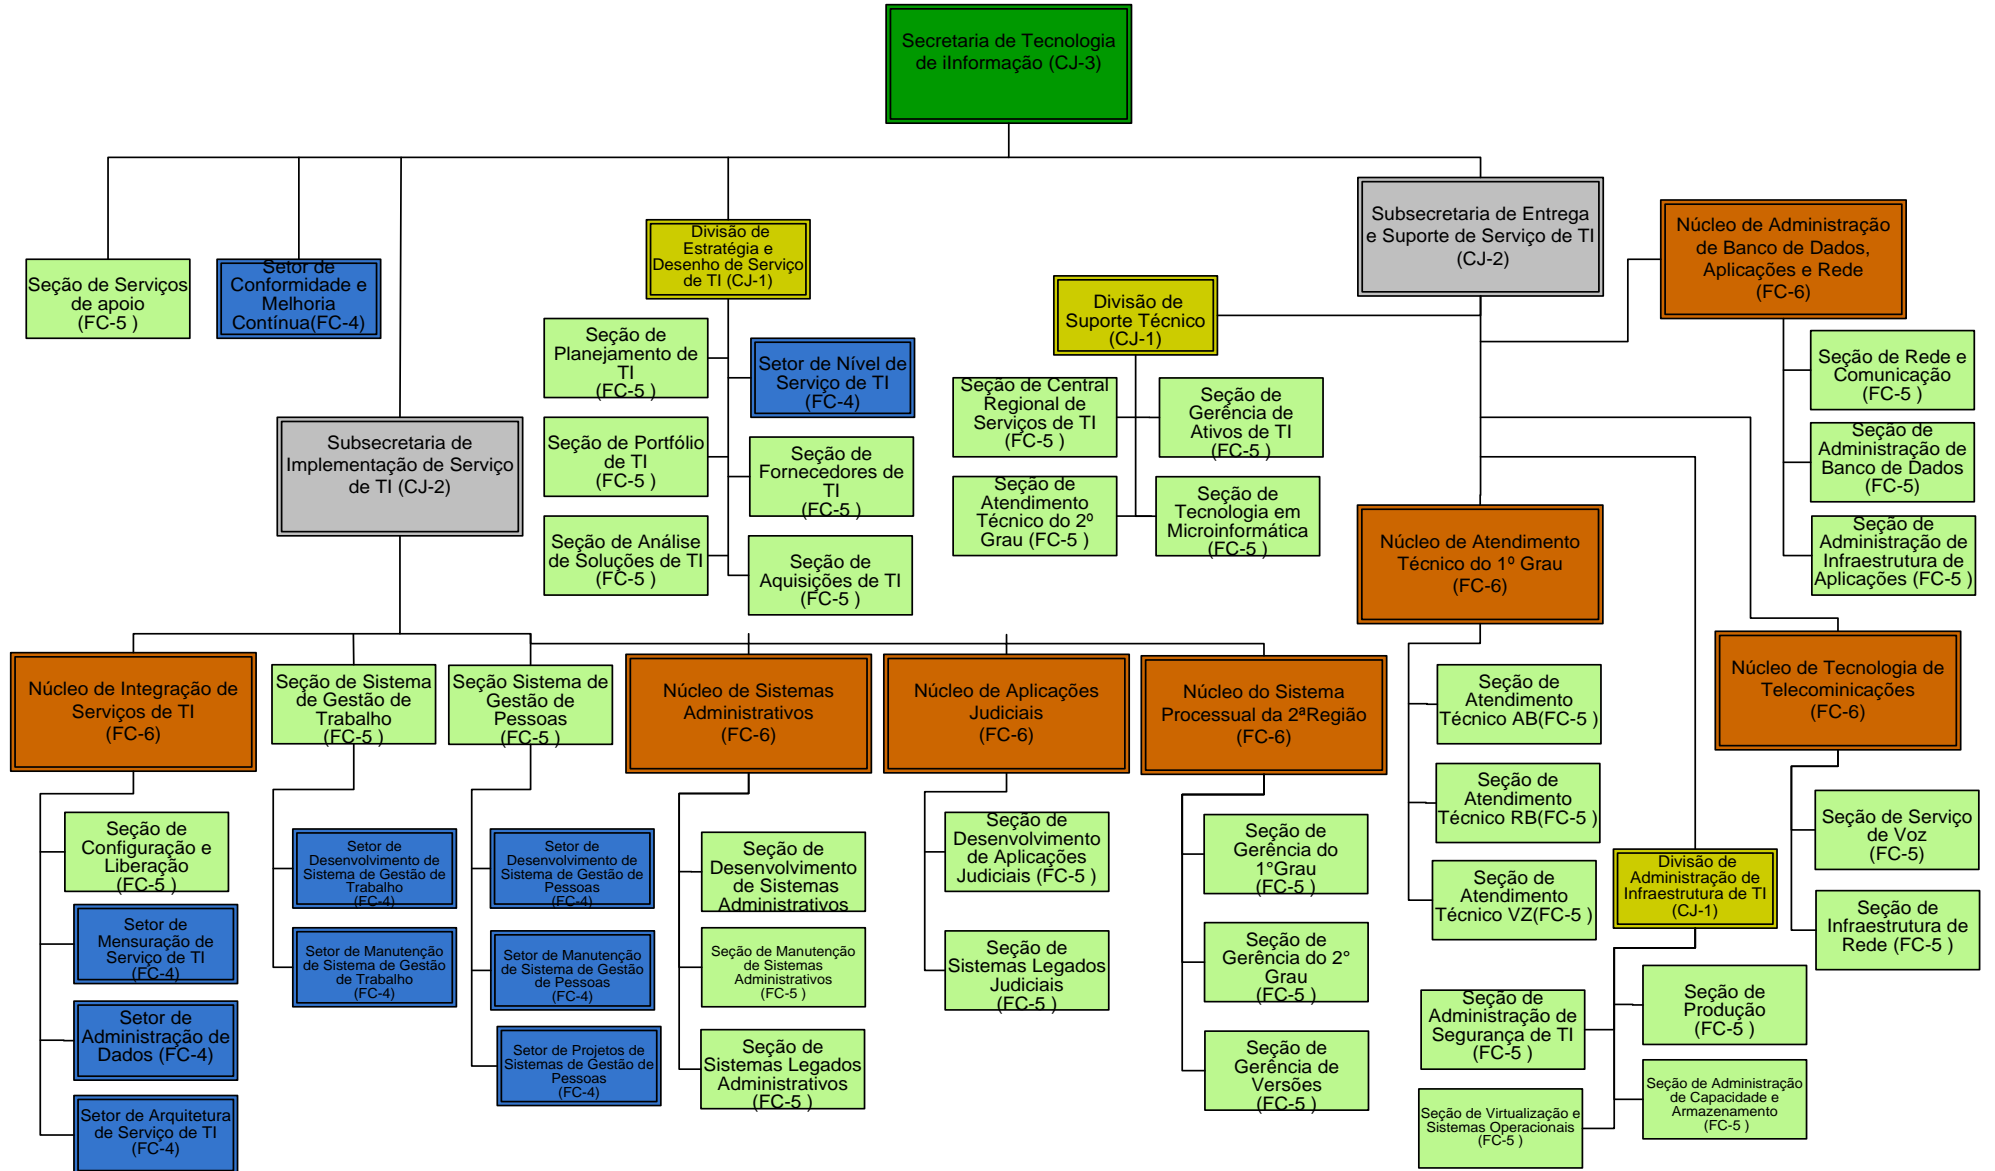 Secretaria de Tecnologia
de iInformação (CJ-3)
Subsecretaria de Entrega
e Suporte de Serviço de TI
(CJ-2)
Núcleo de Administração
de Banco de Dados,
Aplicações e Rede
(FC-6)
Divisão de
Estratégia e
Desenho de Serviço
de TI (CJ-1)
Seção de Serviços
de apoio
(FC-5 )
Setor de
Conformidade e
Melhoria
Contínua(FC-4)
Divisão de
Suporte Técnico
(CJ-1)
Seção de
Planejamento de
TI
(FC-5 )
Setor de Nível de
Serviço de TI
(FC-4)
Seção de Rede e
Comunicação
(FC-5 )
Seção de Central
Regional de
Serviços de TI
(FC-5 )
Seção de
Gerência de
Ativos de TI
(FC-5 )
Subsecretaria de
Implementação de Serviço
de TI (CJ-2)
Seção de Portfólio
de TI
(FC-5 )
Seção de
Fornecedores de
TI
(FC-5 )
Seção de
Administração de
Banco de Dados
(FC-5)
Seção de
Atendimento
Técnico do 2º
Grau (FC-5 )
Seção de
Tecnologia em
Microinformática
(FC-5 )
Núcleo de Atendimento
Técnico do 1º Grau
(FC-6)
Seção de Análise
de Soluções de TI
(FC-5 )
Seção de
Aquisições de TI
(FC-5 )
Seção de
Administração de
Infraestrutura de
Aplicações (FC-5 )
Núcleo de Integração de
Serviços de TI
(FC-6)
Seção de Sistema
de Gestão de
Trabalho
(FC-5 )
Seção Sistema de
Gestão de
Pessoas
(FC-5 )
Núcleo de Sistemas
Administrativos
(FC-6)
Núcleo de Aplicações
Judiciais
(FC-6)
Núcleo do Sistema
Processual da 2ªRegião
(FC-6)
Seção de
Atendimento
Técnico AB(FC-5 )
Núcleo de Tecnologia de
Telecominicações
(FC-6)
Seção de
Atendimento
Técnico RB(FC-5 )
Seção de Serviço
de Voz
(FC-5)
Seção de
Configuração e
Liberação
(FC-5 )
Setor de
Desenvolvimento de
Sistema de Gestão de
Trabalho
(FC-4)
Setor de
Desenvolvimento de
Sistema de Gestão de
Pessoas
(FC-4)
Seção de
Desenvolvimento
de Sistemas
Administrativos
Seção de
Desenvolvimento
de Aplicações
Judiciais (FC-5 )
Seção de
Gerência do
1°Grau
(FC-5 )
Seção de
Atendimento
Técnico VZ(FC-5 )
Divisão de
Administração de
Infraestrutura de TI
(CJ-1)
Seção de
Infraestrutura de
Rede (FC-5 )
Setor de
Mensuração de
Serviço de TI
(FC-4)
Setor de Manutenção
de Sistema de Gestão
de Trabalho
(FC-4)
Setor de Manutenção
de Sistema de Gestão
de Pessoas
(FC-4)
Seção de Manutenção
de Sistemas
Administrativos
(FC-5 )
Seção de
Sistemas Legados
Judiciais
(FC-5 )
Seção de
Gerência do 2°
Grau
(FC-5 )
Seção de
Administração de
Segurança de TI
(FC-5 )
Seção de
Produção
(FC-5 )
Setor de
Administração de
Dados (FC-4)
Setor de Projetos de
Sistemas de Gestão de
Pessoas
(FC-4)
Seção de
Sistemas Legados
Administrativos
(FC-5 )
Seção de
Gerência de
Versões
(FC-5 )
Seção de Virtualização e
Sistemas Operacionais
(FC-5 )
Seção de Administração
de Capacidade e
Armazenamento
(FC-5 )
Setor de Arquitetura
de Serviço de TI
(FC-4)